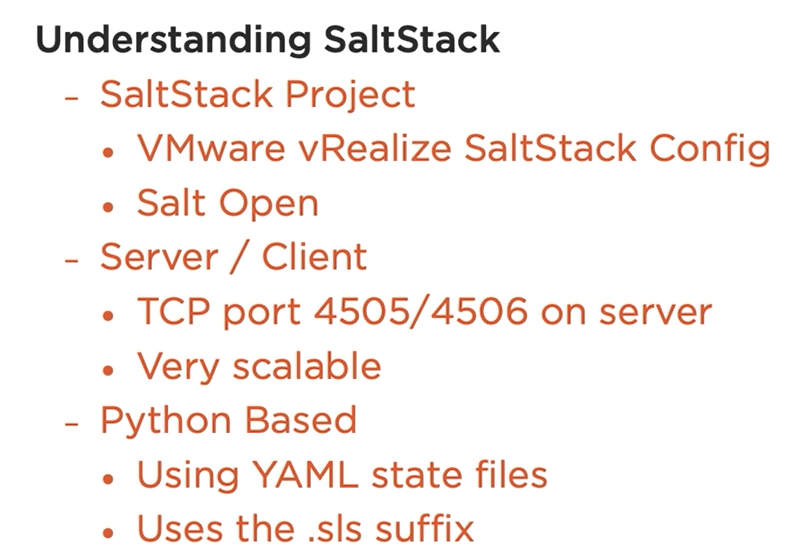 Understanding SaltStack
– SaltStack Project
• VMware vRealize SaltStack Config
• Salt Open
– Server / Client
• TCP port 4505/4506 on server
• Very scalable
– Python Based
• Using YAML state files
• Uses the .sls suffix